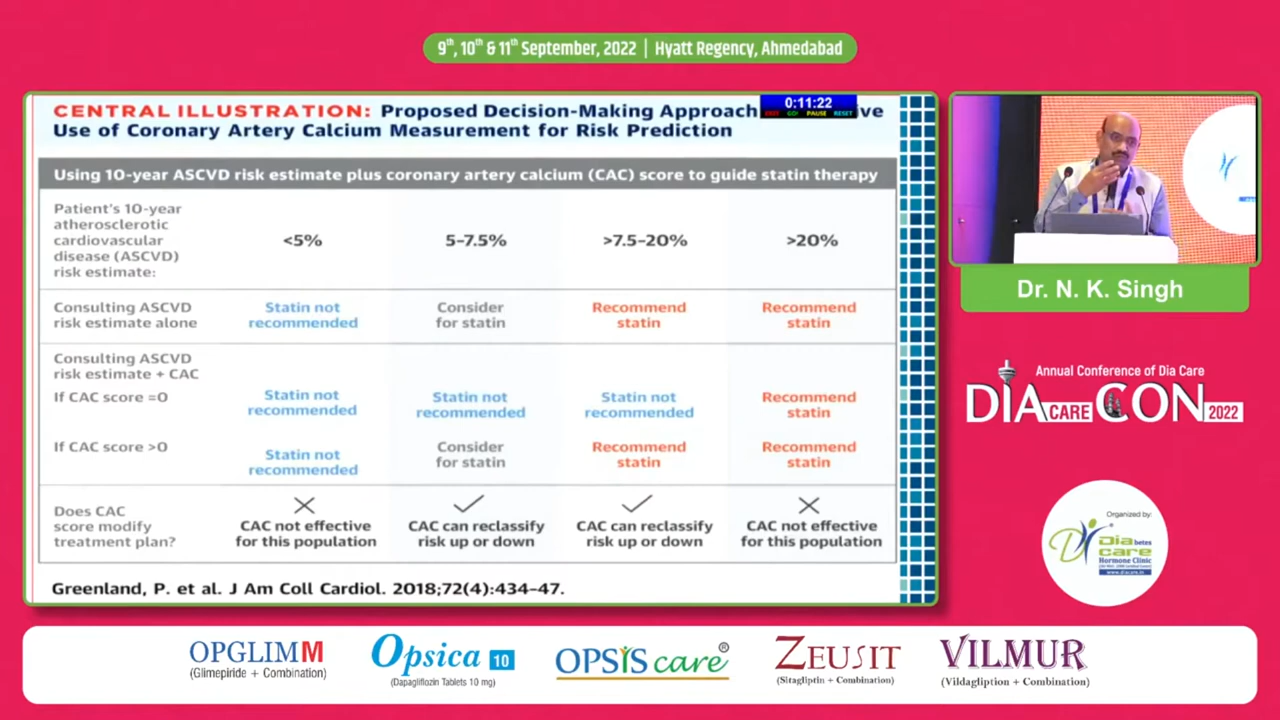 9th, 10th & 11th September, 2022 | Hyatt Regency, Ahmedabad
CENTRAL ILLUSTRATION: Proposed Decision-Making Approach ve
Use of Coronary Artery Calcium Measurement for Risk Prediction
0:11:22
GO! PAUSE RESET
Using 10-year ASCVD risk estimate plus coronary artery calcium (CAC) score to guide statin therapy
Patient's 10-year
atherosclerotic
cardiovascular
disease (ASCVD)
risk estimate:
<5% 5–7.5% >7.5–20% >20%
Consulting ASCVD
risk estimate alone
Statin not
recommended
Consider
for statin
Recommend
statin
Recommend
statin
Consulting ASCVD
risk estimate + CAC
If CAC score =0
Statin not
recommended
Statin not
recommended
Statin not
recommended
Recommend
statin
If CAC score >0
Statin not
recommended
Consider
for statin
Recommend
statin
Recommend
statin
Does CAC
score modify
treatment plan?
CAC not effective
for this population
CAC can reclassify
risk up or down
CAC can reclassify
risk up or down
CAC not effective
for this population
Greenland, P. et al. J Am Coll Cardiol. 2018;72(4):434-47.
Dr. N. K. Singh
Annual Conference of Dia Care
DIA CARE CON 2022
Organized by:
Diabetes
care
Hormone Clinic
www.diacare.in
OPGLIMM
(Glimepiride + Combination)
Opsica 10
(Dapagliflozin Tablets 10 mg)
OPSIS care®
ZEUSIT
(Sitagliptin + Combination)
VILMUR
(Vildagliption + Combination)